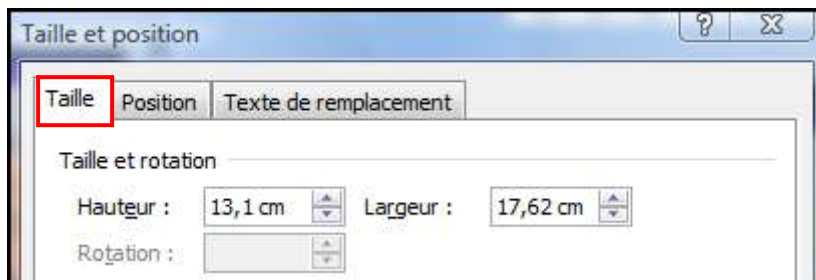 Taille et position
Taille Position Texte de remplacement
Taille et rotation
Hauteur : 13,1 cm Largeur : 17,62 cm
Rotation :